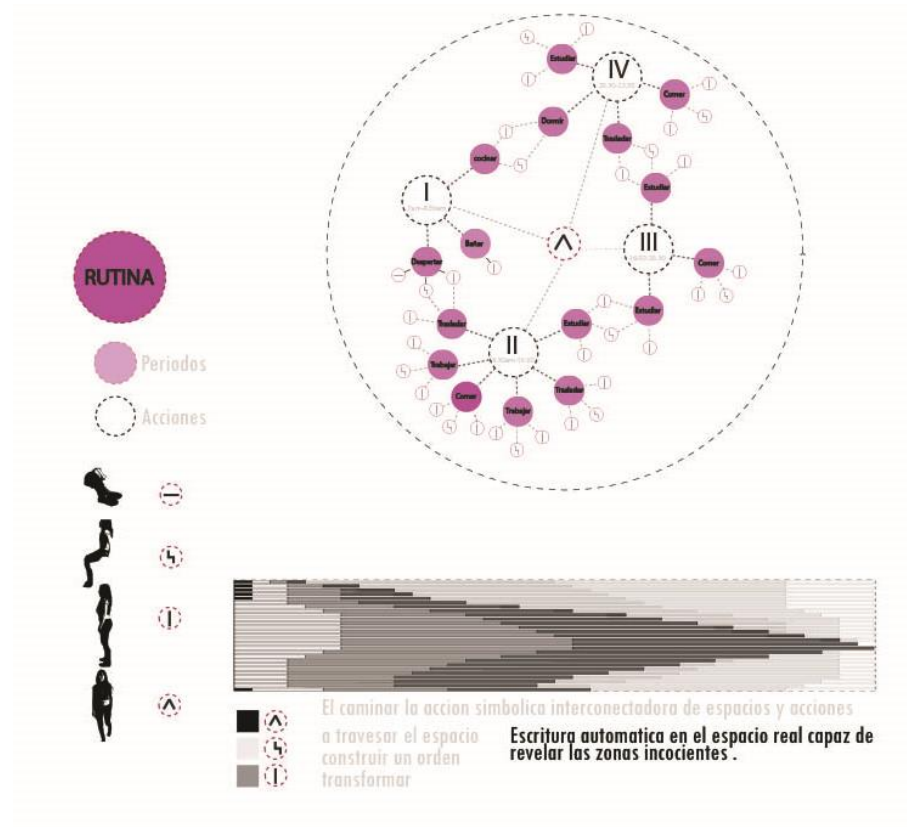 Estudiar
IV
Comer
Dormir
Trasladar
cocinar
Estudiar
I
Bañar
III
Comer
Despertar
RUTINA
Trasladar
Estudiar
Estudiar
II
Periodos
Trabajar
Comer
Trabajar
Trasladar
Acciones
El caminar la accion simbolica interconectadora de espacios y acciones
a travesar el espacio
construir un orden
transformar
Escritura automatica en el espacio real capaz de
revelar las zonas incocientes .